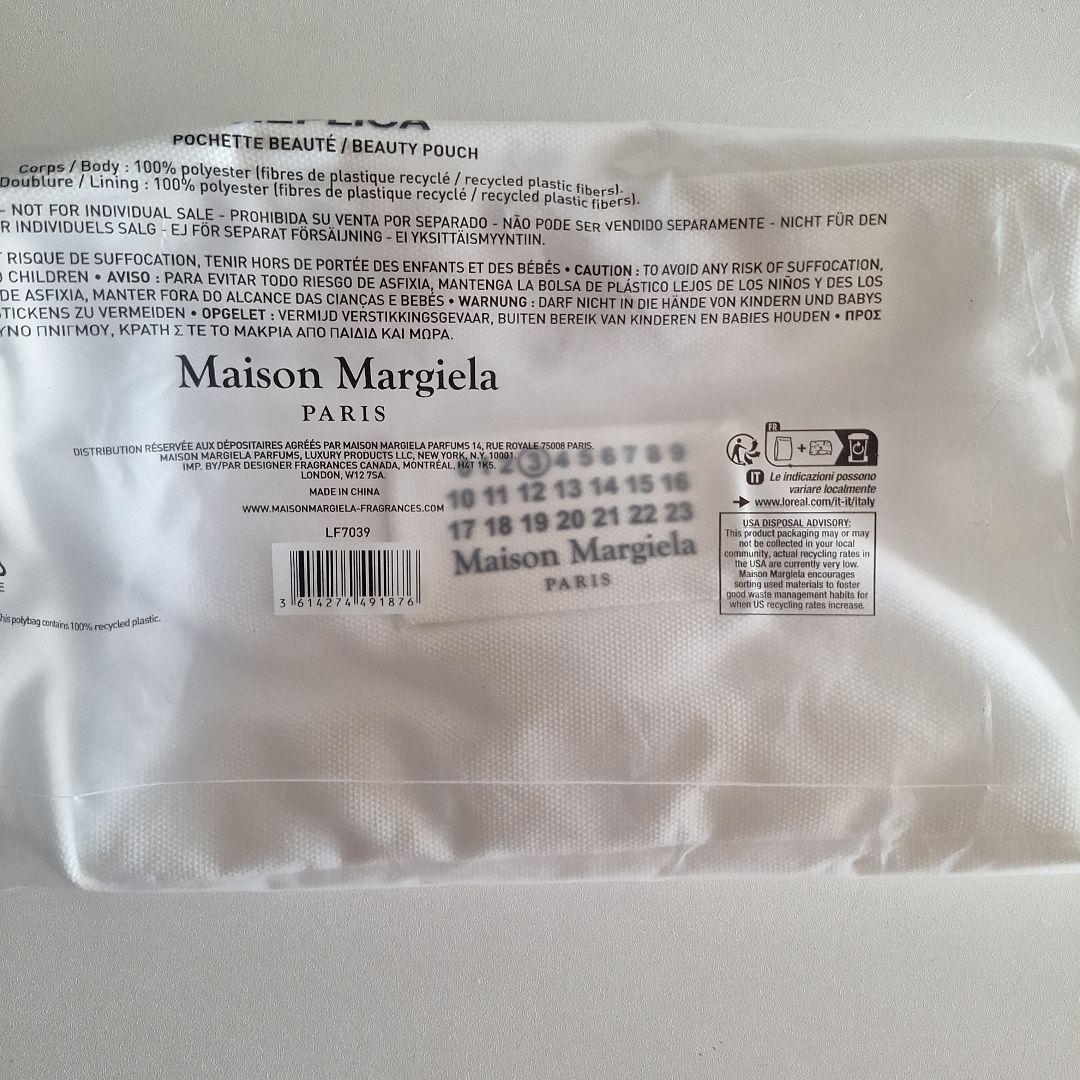 REPLICA
POCHETTE BEAUTÉ / BEAUTY POUCH
Corps / Body : 100% polyester (fibres de plastique recyclé / recycled plastic fibers).
Doublure / Lining : 100% polyester (fibres de plastique recyclé / recycled plastic fibers).
- NOT FOR INDIVIDUAL SALE - PROHIBIDA SU VENTA POR SEPARADO - NÃO PODE SER VENDIDO SEPARAMENTE - NICHT FÜR DEN
R INDIVIDUELS SALG - EJ FÖR SEPARAT FÖRSÄIJNING - EI YKSITTÄISMYYNTIIN.
RISQUE DE SUFFOCATION, TENIR HORS DE PORTÉE DES ENFANTS ET DES BÉBÉS • CAUTION : TO AVOID ANY RISK OF SUFFOCATION,
CHILDREN • AVISO : PARA EVITAR TODO RIESGO DE ASFIXIA, MANTENGA LA BOLSA DE PLÁSTICO LEJOS DE LOS NIÑOS Y DES LOS
DE ASFIXIA, MANTER FORA DO ALCANCE DAS CIANÇAS E BEBÉS • WARNUNG : DARF NICHT IN DIE HÄNDE VON KINDERN UND BABYS
TICKENS ZU VERMEIDEN • OPGELET : VERMIJD VERSTIKKINGSGEVAAR, BUITEN BEREIK VAN KINDEREN EN BABIES HOUDEN • ΠΡΟΣ
ΥΝΟ ΠΝΙΓΜΟΥ, ΚΡΑΤΗ Σ ΤΕ ΤΟ ΜΑΚΡΙΑ ΑΠΟ ΠΑΙΔΙΑ ΚΑΙ ΜΩΡΑ.
Maison Margiela
PARIS
DISTRIBUTION RÉSERVÉE AUX DÉPOSITAIRES AGRÉÉS PAR MAISON MARGIELA PARFUMS 14, RUE ROYALE 75008 PARIS.
MAISON MARGIELA PARFUMS, LUXURY PRODUCTS LLC, NEW YORK, N.Y. 10001.
IMP. BY/PAR DESIGNER FRAGRANCES CANADA, MONTRÉAL, H4T 1K5.
LONDON, W12 7SA.
MADE IN CHINA
WWW.MAISONMARGIELA-FRAGRANCES.COM
LF7039
3 614274 491876
2 3 4 5 6 7 8 9
10 11 12 13 14 15 16
17 18 19 20 21 22 23
Maison Margiela
PARIS
FR
IT Le indicazioni possono
variare localmente
www.loreal.com/it-it/italy
USA DISPOSAL ADVISORY:
This product packaging may or may
not be collected in your local
community, actual recycling rates in
the USA are currently very low.
Maison Margiela encourages
sorting used materials to foster
good waste management habits for
when US recycling rates increase.
E
his polybag contains 100% recycled plastic.